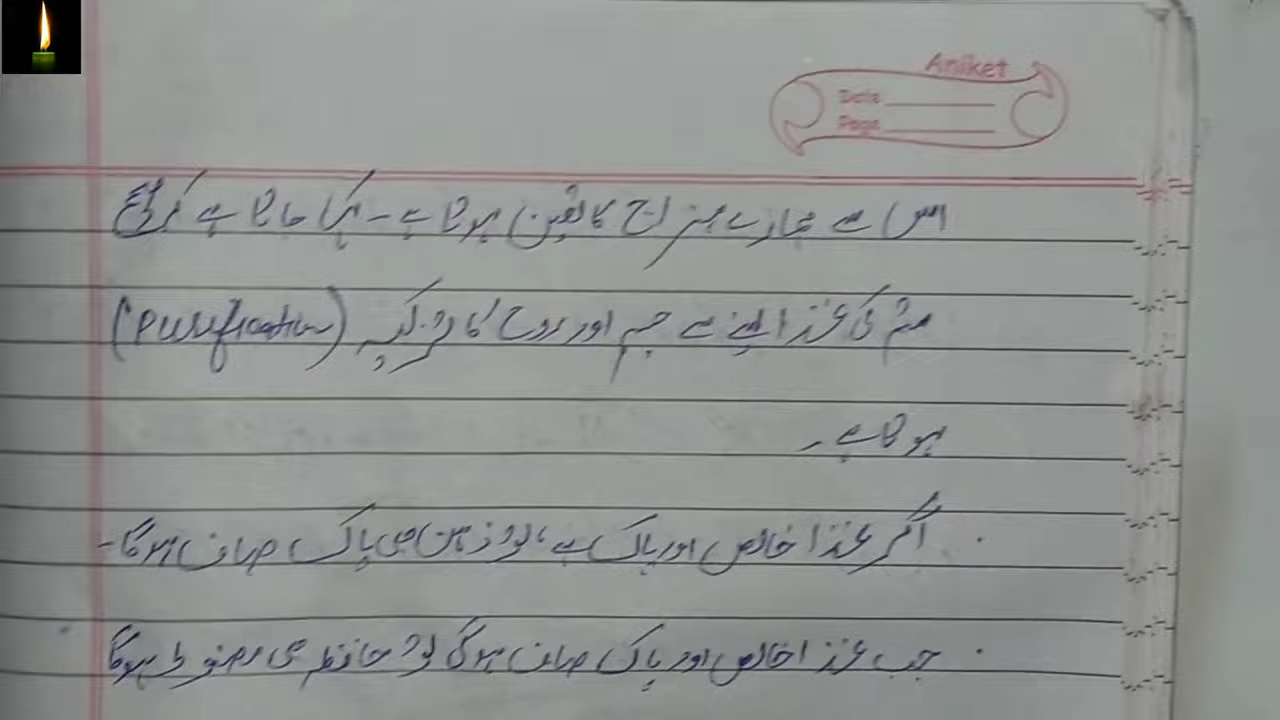 Aniket
Date
Page
اس سے ہمارے مزاج کا تعین ہوتا ہے ۔ کہا جاتا ہے کہ
قسم کی غذا لینے سے جسم اور روح کا تزکیہ (Purification)
ہوتا ہے ۔
· اگر غذا خالص اور پاک ہے، تو ذہن بھی پاک صاف ہوگا ۔
· جب غذا خالص اور پاک صاف ہوگی تو حافظہ بھی مضبوط ہوگا